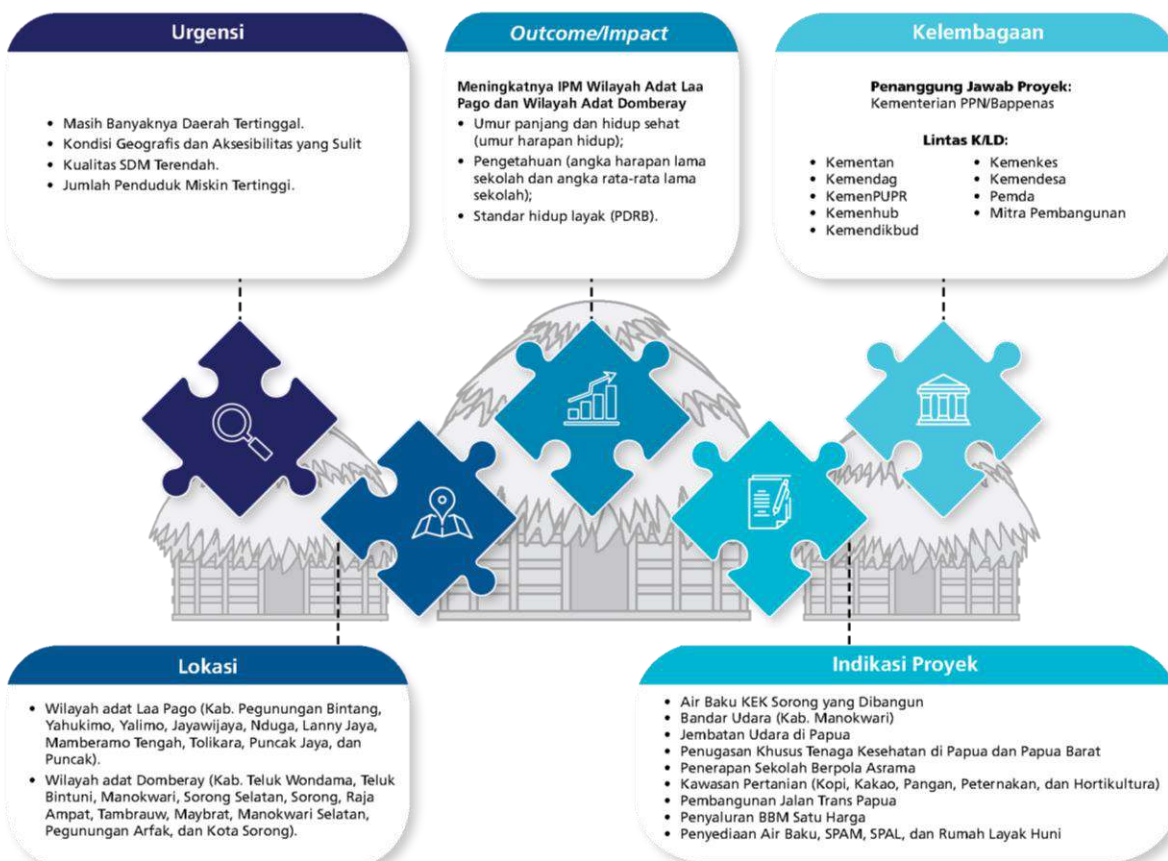 Urgensi
• Masih Banyaknya Daerah Tertinggal.
• Kondisi Geografis dan Aksesibilitas yang Sulit
• Kualitas SDM Terendah.
• Jumlah Penduduk Miskin Tertinggi.
Outcome/Impact
Meningkatnya IPM Wilayah Adat Laa
Pago dan Wilayah Adat Domberay
• Umur panjang dan hidup sehat
(umur harapan hidup);
• Pengetahuan (angka harapan lama
sekolah dan angka rata-rata lama
sekolah);
• Standar hidup layak (PDRB).
Kelembagaan
Penanggung Jawab Proyek:
Kementerian PPN/Bappenas
Lintas K/LD:
• Kementan
• Kemendag
• KemenPUPR
• Kemenhub
• Kemendikbud
• Kemenkes
• Kemendesa
• Pemda
• Mitra Pembangunan
Lokasi
• Wilayah adat Laa Pago (Kab. Pegunungan Bintang,
Yahukimo, Yalimo, Jayawijaya, Nduga, Lanny Jaya,
Mamberamo Tengah, Tolikara, Puncak Jaya, dan
Puncak).
• Wilayah adat Domberay (Kab. Teluk Wondama, Teluk
Bintuni, Manokwari, Sorong Selatan, Sorong, Raja
Ampat, Tambrauw, Maybrat, Manokwari Selatan,
Pegunungan Arfak, dan Kota Sorong).
Indikasi Proyek
• Air Baku KEK Sorong yang Dibangun
• Bandar Udara (Kab. Manokwari)
• Jembatan Udara di Papua
• Penugasan Khusus Tenaga Kesehatan di Papua dan Papua Barat
• Penerapan Sekolah Berpola Asrama
• Kawasan Pertanian (Kopi, Kakao, Pangan, Peternakan, dan Hortikultura)
• Pembangunan Jalan Trans Papua
• Penyaluran BBM Satu Harga
• Penyediaan Air Baku, SPAM, SPAL, dan Rumah Layak Huni